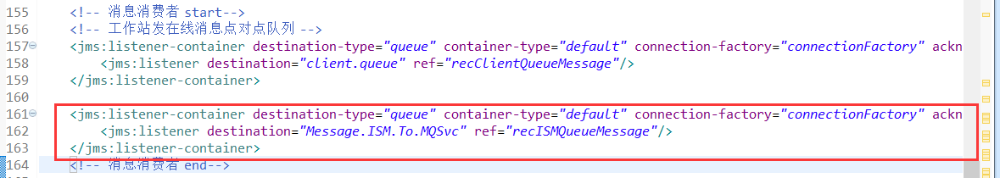 155 <!-- 消息消费者 start-->
156 <!-- 工作站发在线消息点对点队列 -->
157 <jms:listener-container destination-type="queue" container-type="default" connection-factory="connectionFactory" ackn
158 <jms:listener destination="client.queue" ref="recClientQueueMessage"/>
159 </jms:listener-container>
160
161 <jms:listener-container destination-type="queue" container-type="default" connection-factory="connectionFactory" ackn
162 <jms:listener destination="Message.ISM.To.MQSvc" ref="recISMQueueMessage"/>
163 </jms:listener-container>
164 <!-- 消息消费者 end-->